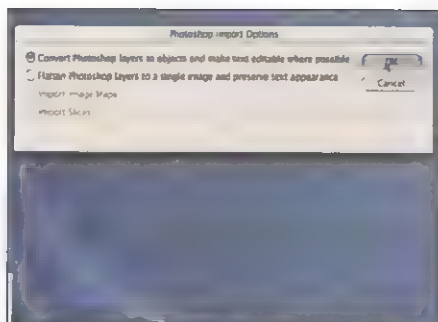 Photoshop Import Options
Convert Photoshop layers to objects and make text editable where possible
Flatten Photoshop layers to a single image and preserve text appearance
Cancel
Import Image Maps
Import Slices